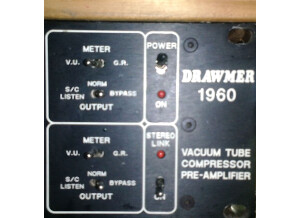 METER
V.U. G.R.
S/C NORM
LISTEN BYPASS
OUTPUT
POWER
ON
DRAWMER
1960
METER
V.U. G.R.
S/C NORM
LISTEN BYPASS
OUTPUT
STEREO
LINK
ON
VACUUM TUBE
COMPRESSOR
PRE-AMPLIFIER